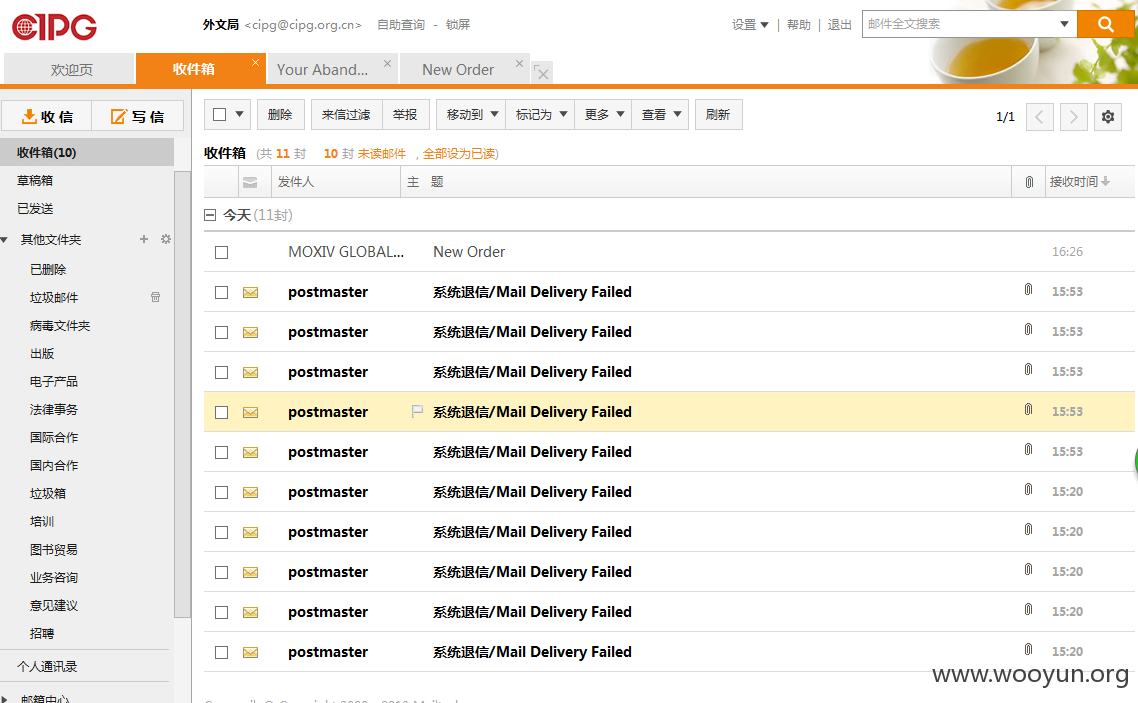 CIPG
外文局 <cipg@cipg.org.cn> 自助查询 - 锁屏
设置 | 帮助 | 退出
邮件全文搜索
欢迎页
收件箱
Your Aband...
New Order
收 信
写 信
删除
来信过滤
举报
移动到
标记为
更多
查看
刷新
1/1
收件箱(10)
草稿箱
已发送
其他文件夹
已删除
垃圾邮件
病毒文件夹
出版
电子产品
法律事务
国际合作
国内合作
垃圾箱
培训
图书贸易
业务咨询
意见建议
招聘
个人通讯录
邮箱中心
收件箱 (共 11 封 10 封 未读邮件 ，全部设为已读)
发件人 主 题 接收时间
今天(11封)
MOXIV GLOBAL... New Order 16:26
postmaster 系统退信/Mail Delivery Failed 15:53
postmaster 系统退信/Mail Delivery Failed 15:53
postmaster 系统退信/Mail Delivery Failed 15:53
postmaster 系统退信/Mail Delivery Failed 15:53
postmaster 系统退信/Mail Delivery Failed 15:53
postmaster 系统退信/Mail Delivery Failed 15:20
postmaster 系统退信/Mail Delivery Failed 15:20
postmaster 系统退信/Mail Delivery Failed 15:20
postmaster 系统退信/Mail Delivery Failed 15:20
postmaster 系统退信/Mail Delivery Failed 15:20
www.wooyun.org